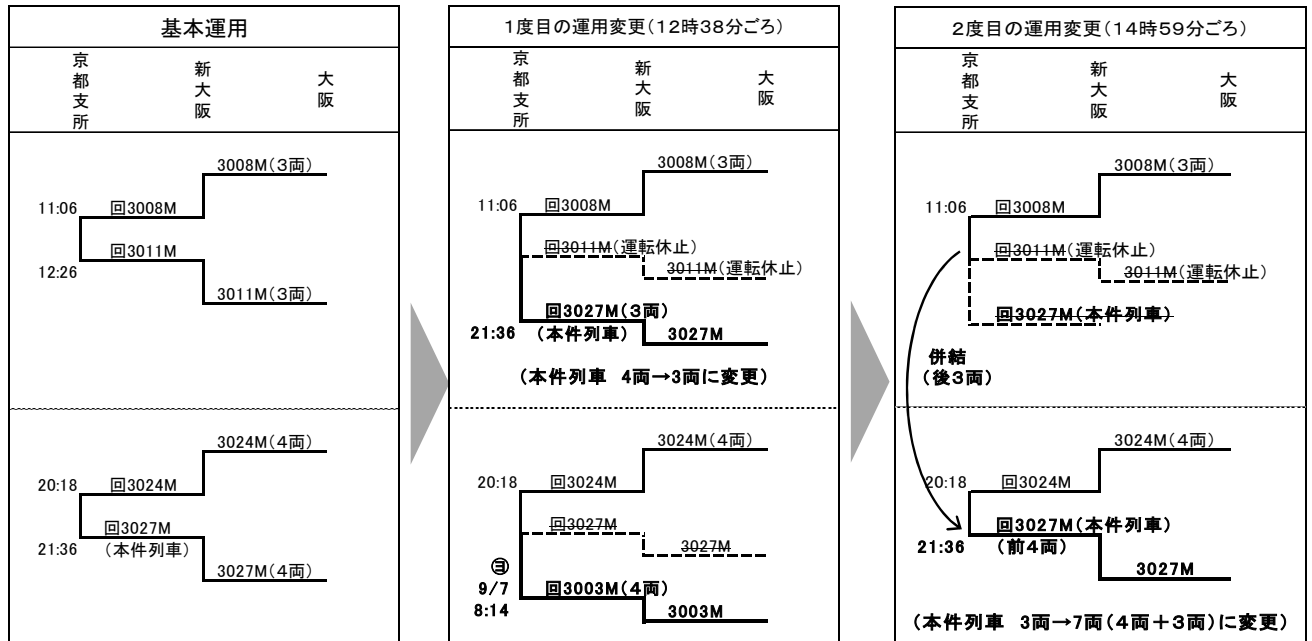 基本運用
京都支所
新大阪
大阪
3008M(3両)
11:06
回3008M
回3011M
12:26
3011M(3両)
3024M(4両)
20:18
回3024M
回3027M
21:36
(本件列車)
3027M(4両)
1度目の運用変更(12時38分ごろ)
京都支所
新大阪
大阪
3008M(3両)
11:06
回3008M
回3011M(運転休止)
3011M(運転休止)
回3027M(3両)
21:36
(本件列車)
3027M
(本件列車 4両→3両に変更)
3024M(4両)
20:18
回3024M
回3027M
3027M
㊂
9/7
回3003M(4両)
8:14
3003M
2度目の運用変更(14時59分ごろ)
京都支所
新大阪
大阪
3008M(3両)
11:06
回3008M
回3011M(運転休止)
3011M(運転休止)
回3027M(本件列車)
併結
(後3両)
3024M(4両)
20:18
回3024M
回3027M(本件列車)
21:36
(前4両)
3027M
(本件列車 3両→7両(4両+3両)に変更)